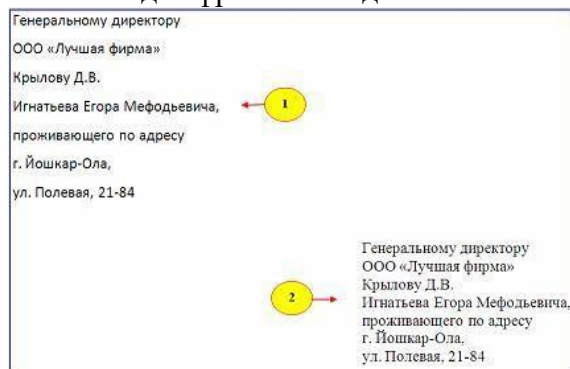 Генеральному директору
ООО «Лучшая фирма»
Крылову Д.В.
Игнатьева Егора Мефодьевича,
1
проживающего по адресу
г. Йошкар-Ола,
ул. Полевая, 21-84
Генеральному директору
ООО «Лучшая фирма»
Крылову Д.В.
2
Игнатьева Егора Мефодьевича,
проживающего по адресу
г. Йошкар-Ола,
ул. Полевая, 21-84